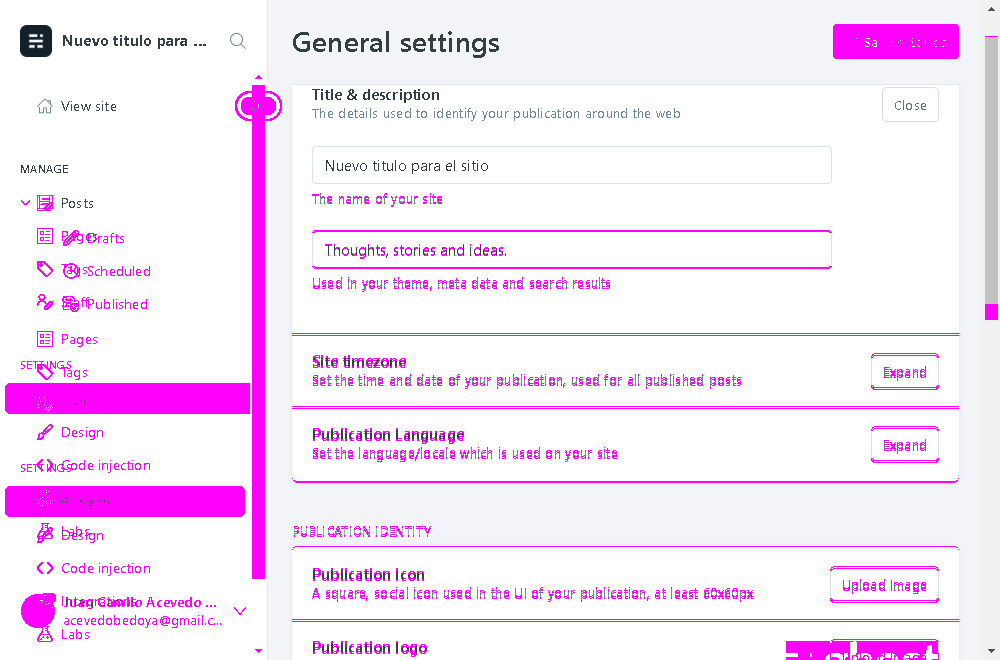 Nuevo titulo para ...
View site
MANAGE
Posts
Pages
Drafts
Tags
Scheduled
Staff
Published
Pages
SETTINGS
Tags
Design
SETTINGS
Code injection
Labs
Design
Code injection
Integrations
Juan Camilo Acevedo ...
acevedobedoya@gmail.c...
Labs
General settings
Title & description
The details used to identify your publication around the web
Close
Nuevo titulo para el sitio
The name of your site
Thoughts, stories and ideas.
Used in your theme, meta data and search results
Site timezone
Set the time and date of your publication, used for all published posts
Expand
Publication Language
Set the language/locale which is used on your site
Expand
PUBLICATION IDENTITY
Publication icon
A square, social icon used in the UI of your publication, at least 60x60px
Upload Image
Publication logo